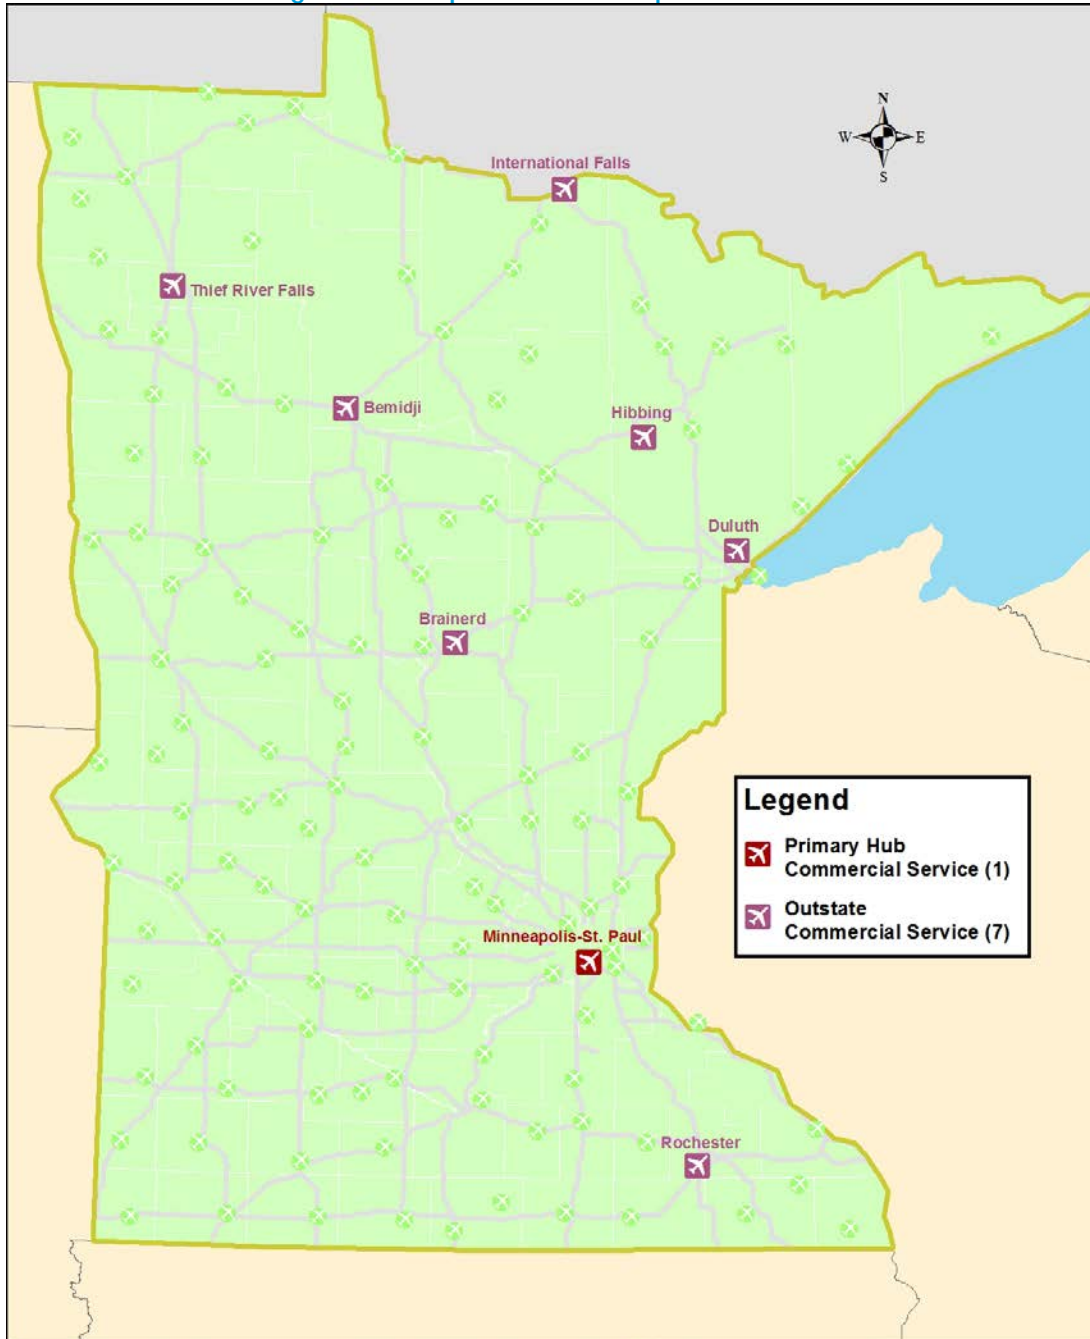 N
W E
S
International Falls
Thief River Falls
Bemidji
Hibbing
Duluth
Brainerd
Legend
Primary Hub
Commercial Service (1)
Outstate
Commercial Service (7)
Minneapolis-St. Paul
Rochester